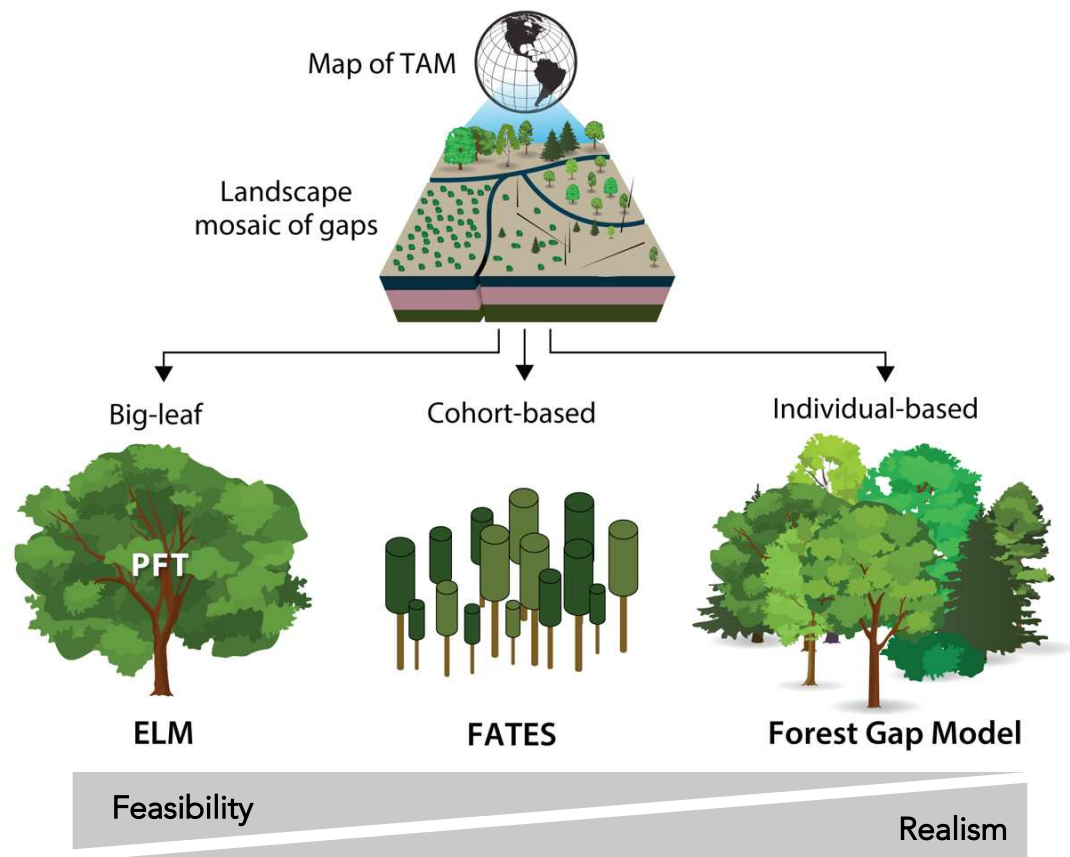 Map of TAM
Landscape
mosaic of gaps
Big-leaf
Cohort-based
Individual-based
PFT
ELM
FATES
Forest Gap Model
Feasibility
Realism